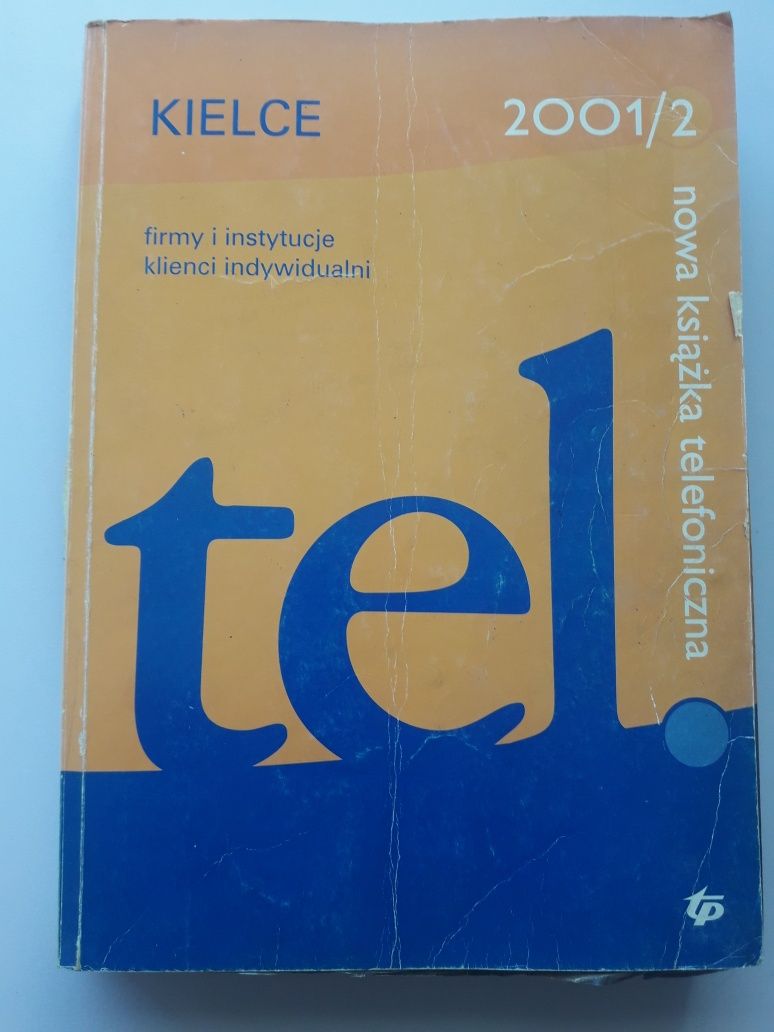 KIELCE
2001/2
firmy i instytucje
klienci indywidualni
nowa książka telefoniczna
tel.
tp